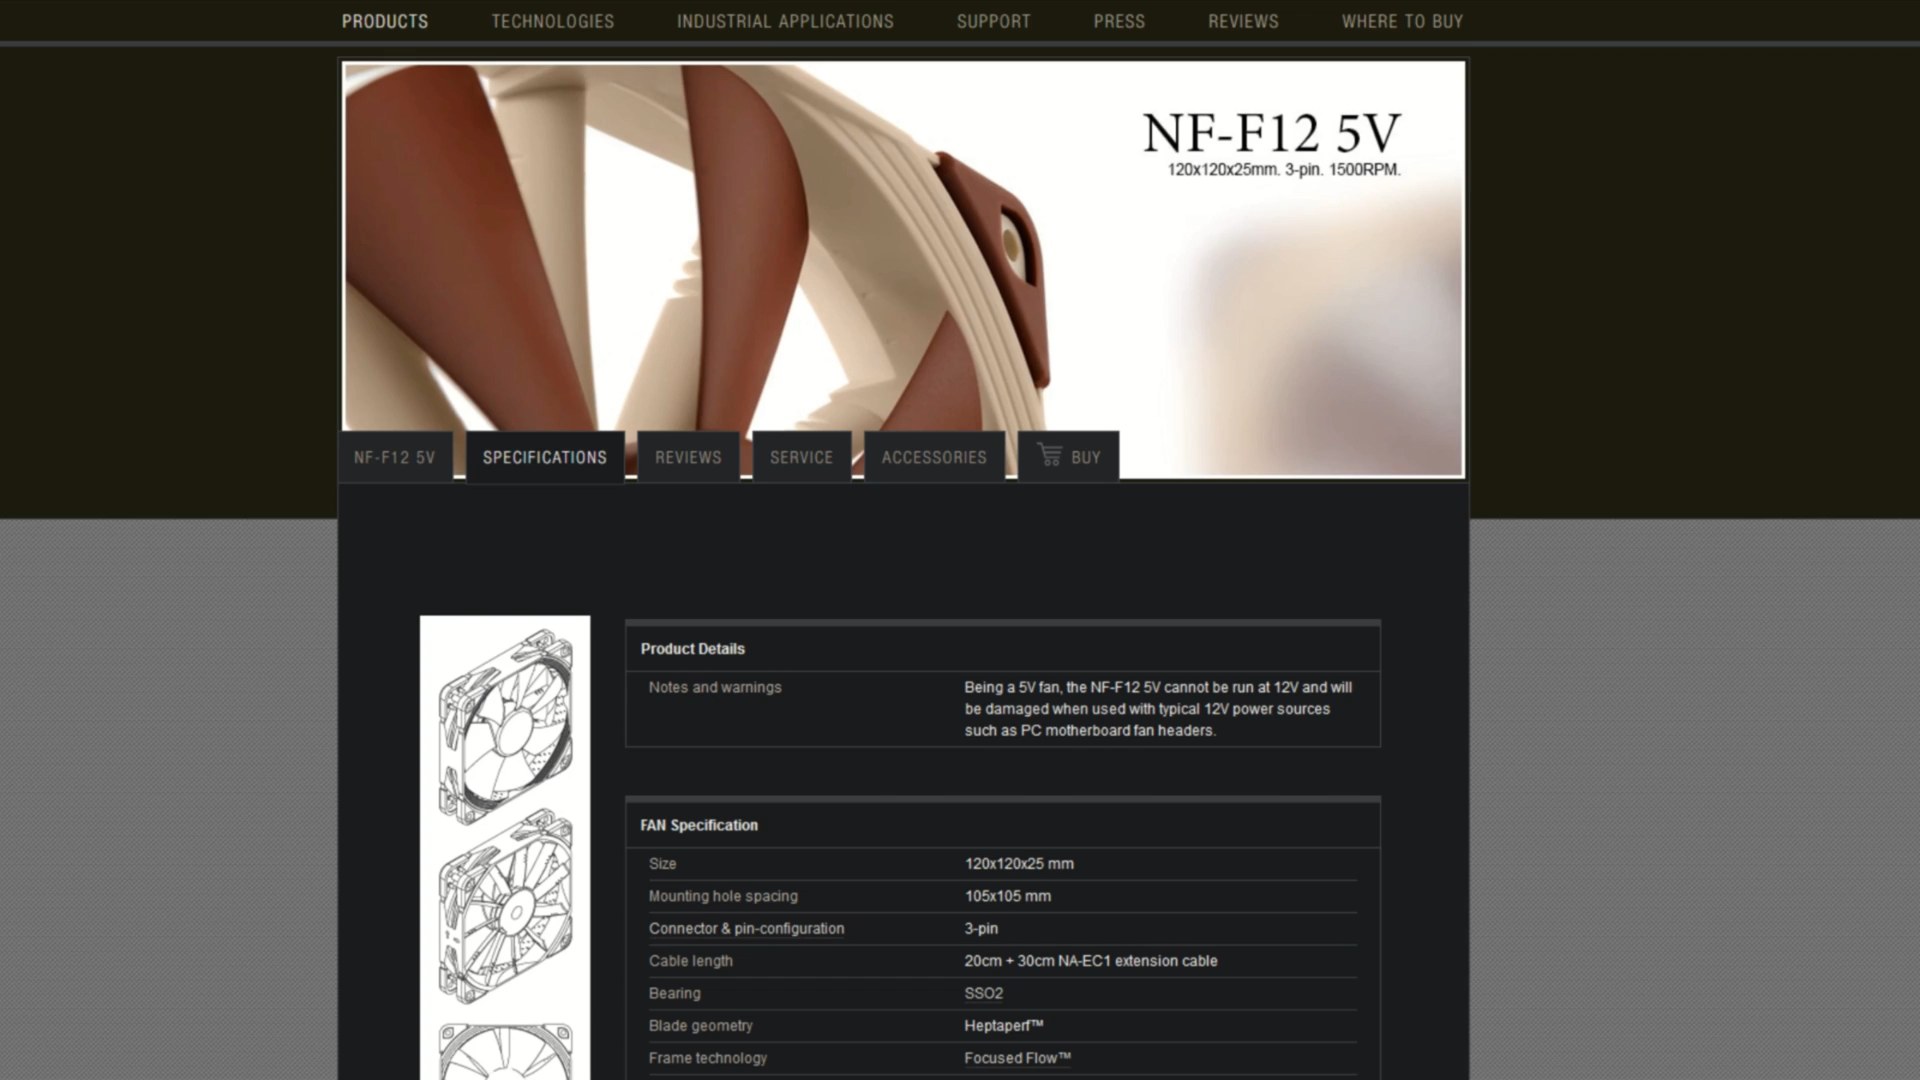 PRODUCTS TECHNOLOGIES INDUSTRIAL APPLICATIONS SUPPORT PRESS REVIEWS WHERE TO BUY
NF-F12 5V
120x120x25mm. 3-pin. 1500RPM.
NF-F12 5V SPECIFICATIONS REVIEWS SERVICE ACCESSORIES BUY
Product Details
Notes and warnings Being a 5V fan, the NF-F12 5V cannot be run at 12V and will
be damaged when used with typical 12V power sources
such as PC motherboard fan headers.
FAN Specification
Size 120x120x25 mm
Mounting hole spacing 105x105 mm
Connector & pin-configuration 3-pin
Cable length 20cm + 30cm NA-EC1 extension cable
Bearing SSO2
Blade geometry Heptaperf™
Frame technology Focused Flow™